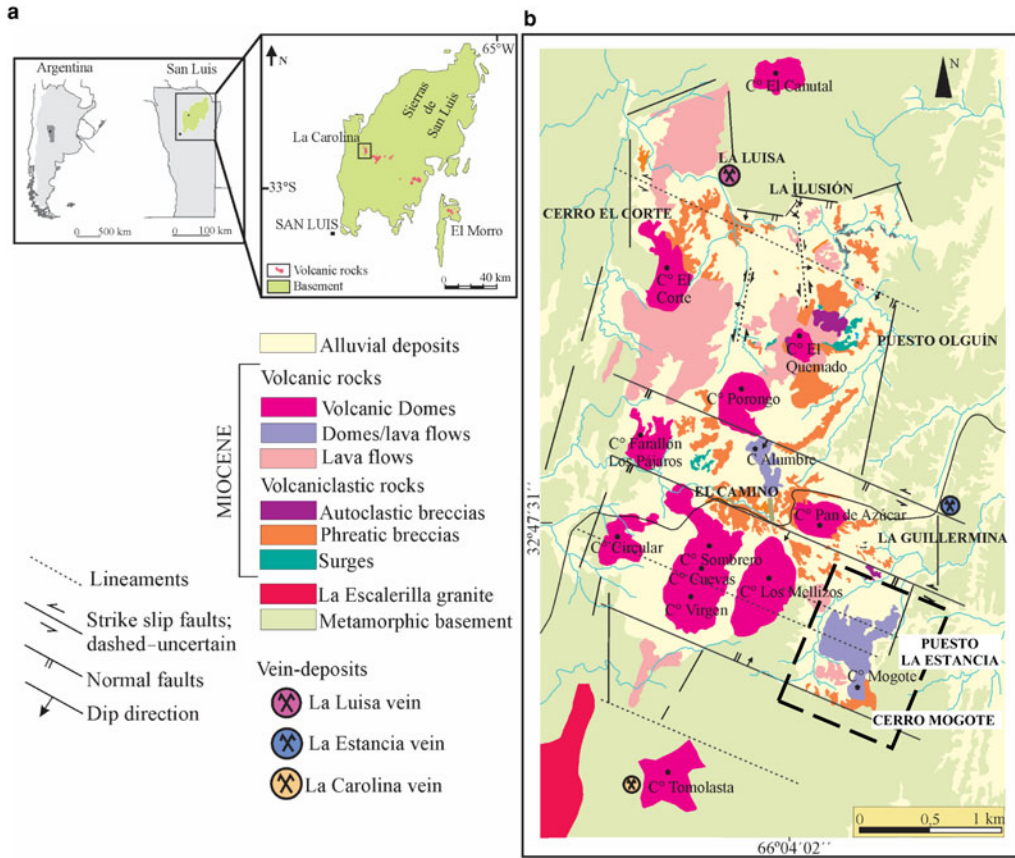 a
Argentina
San Luis
500 km
0
100 km
0
65°W
N
Sierras
de
San Luis
La Carolina
33°S
SAN LUIS
El Morro
Volcanic rocks
Basement
0
40 km
Alluvial deposits
MIOCENE
Volcanic rocks
Volcanic Domes
Domes/lava flows
Lava flows
Volcaniclastic rocks
Autoclastic breccias
Phreatic breccias
Surges
La Escalerilla granite
Metamorphic basement
Lineaments
Strike slip faults;
dashed-uncertain
Normal faults
Dip direction
Vein-deposits
La Luisa vein
La Estancia vein
La Carolina vein
b
N
C° El Canutal
LA LUISA
LA ILUSIÓN
CERRO EL CORTE
C° El
Corte
PUESTO OLGUÍN
C° El
Quemado
C° Porongo
C° Farallón
Los Pájaros
C Alumbre
EL CAMINO
C° Pan de Azúcar
LA GUILLERMINA
C° Circular
C° Sombrero
C° Cuevas
C° Los Mellizos
C° Virgen
PUESTO
LA ESTANCIA
C° Mogote
CERRO MOGOTE
C° Tomolasta
0
0,5
1 km
32°47´31´´
66°04´02´´